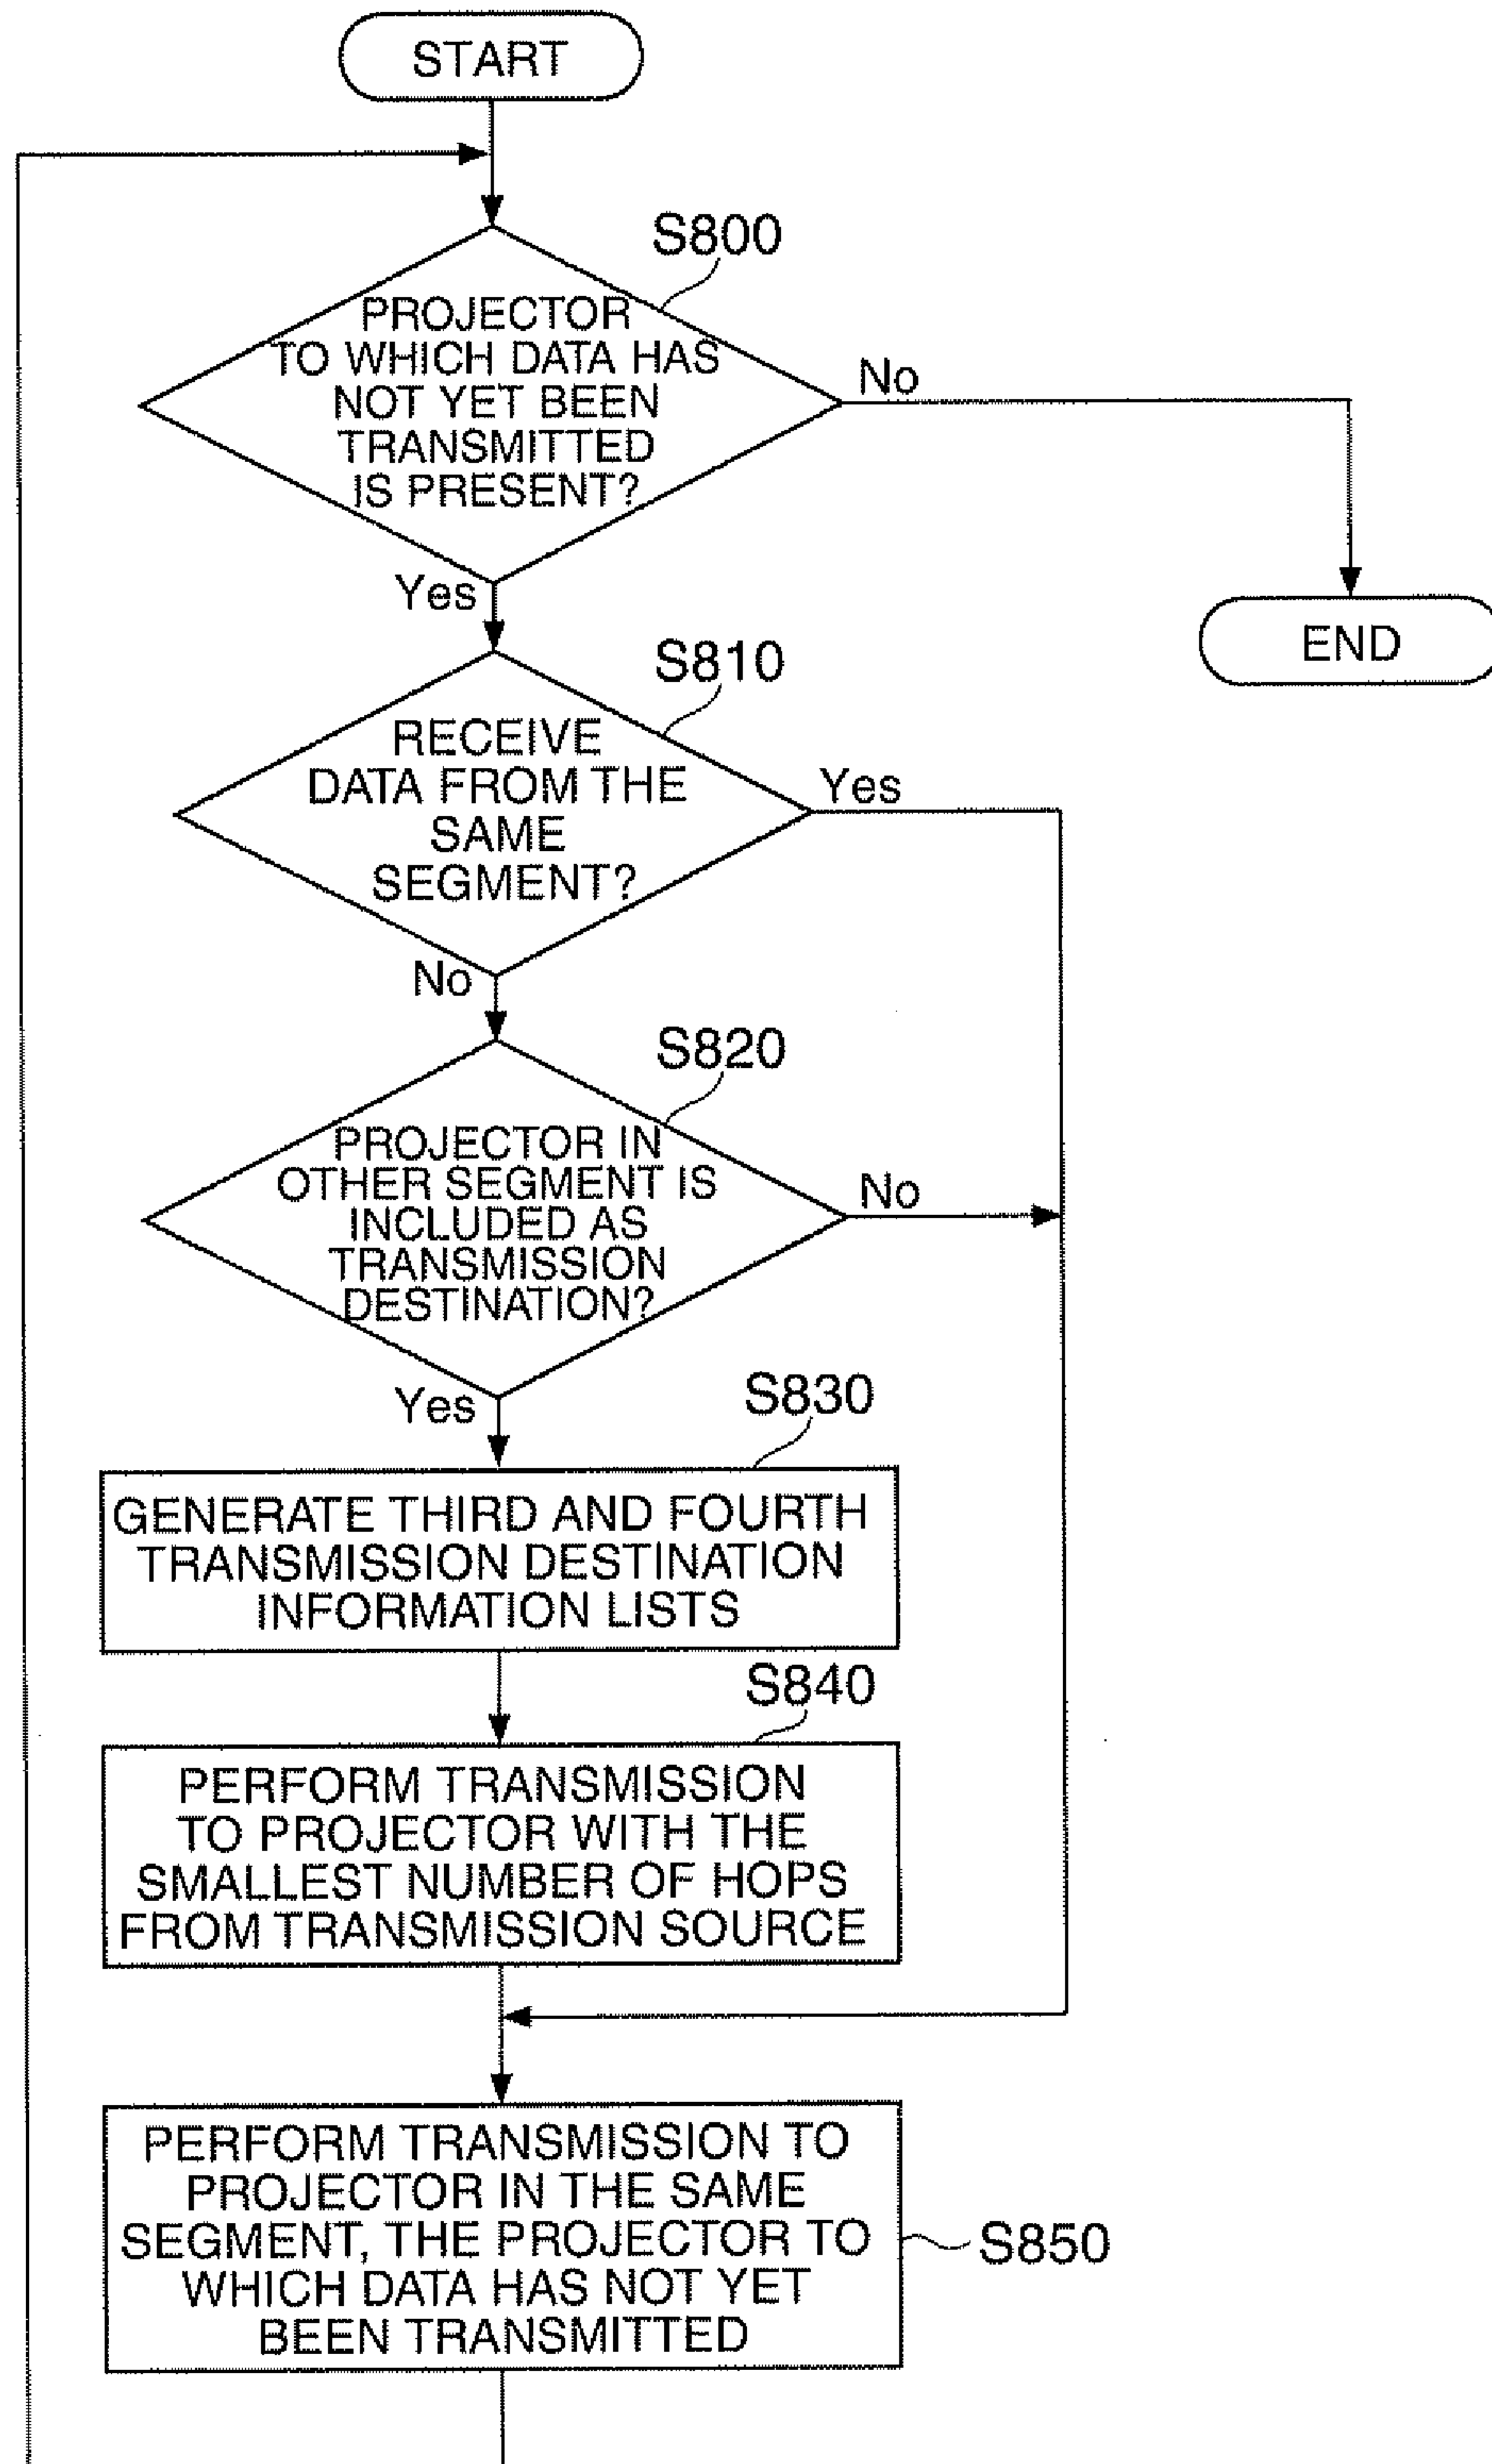 START
S800
PROJECTOR
TO WHICH DATA HAS
NOT YET BEEN
TRANSMITTED
IS PRESENT?
No
Yes
END
S810
RECEIVE
DATA FROM THE
SAME
SEGMENT?
Yes
No
S820
PROJECTOR IN
OTHER SEGMENT IS
INCLUDED AS
TRANSMISSION
DESTINATION?
No
Yes
S830
GENERATE THIRD AND FOURTH
TRANSMISSION DESTINATION
INFORMATION LISTS
S840
PERFORM TRANSMISSION
TO PROJECTOR WITH THE
SMALLEST NUMBER OF HOPS
FROM TRANSMISSION SOURCE
PERFORM TRANSMISSION TO
PROJECTOR IN THE SAME
SEGMENT, THE PROJECTOR TO
WHICH DATA HAS NOT YET
BEEN TRANSMITTED
S850